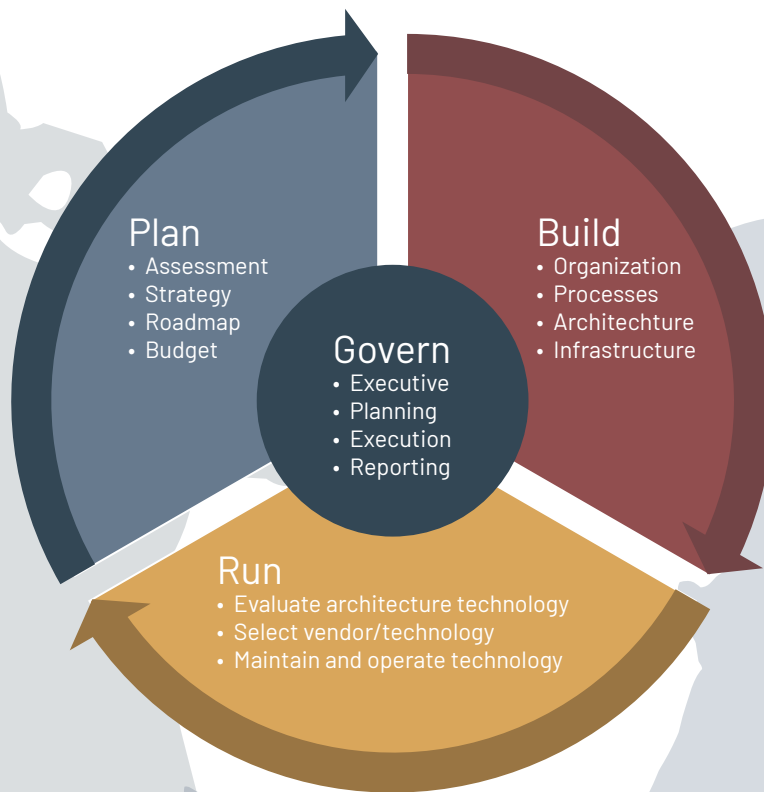 Plan
• Assessment
• Strategy
• Roadmap
• Budget
Build
• Organization
• Processes
• Architechture
• Infrastructure
Govern
• Executive
• Planning
• Execution
• Reporting
Run
• Evaluate architecture technology
• Select vendor/technology
• Maintain and operate technology